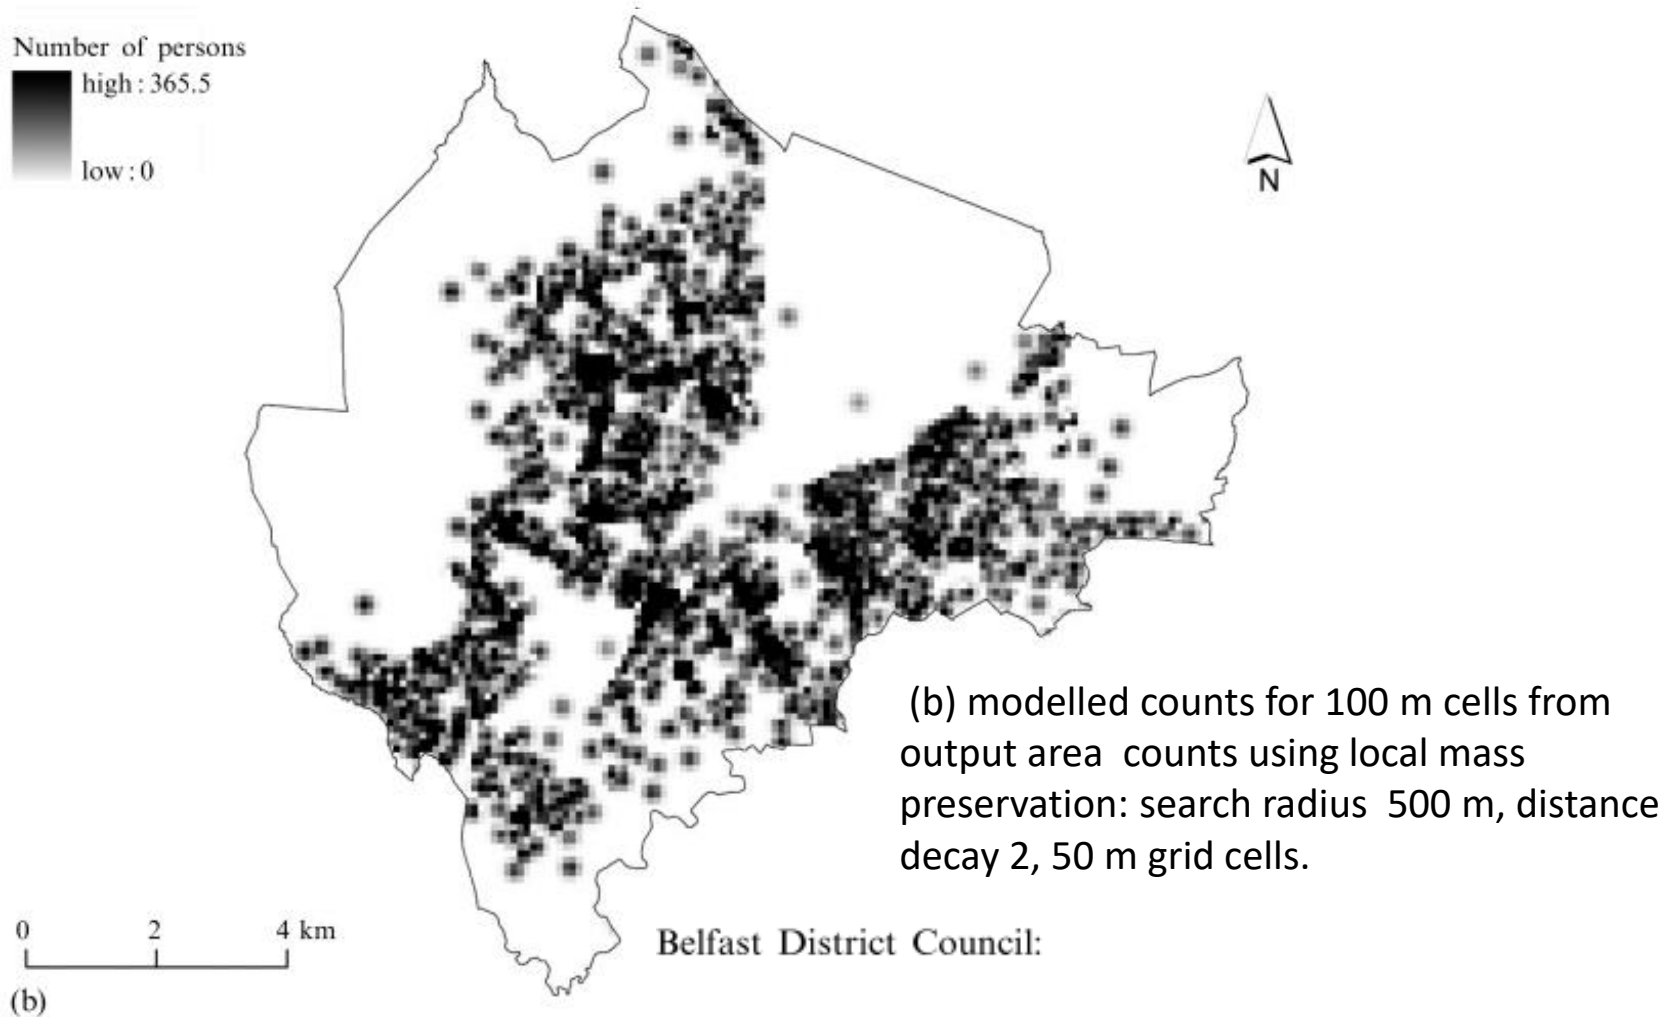 Number of persons
high : 365.5
low : 0
N
(b) modelled counts for 100 m cells from
output area counts using local mass
preservation: search radius 500 m, distance
decay 2, 50 m grid cells.
0 2 4 km
Belfast District Council:
(b)